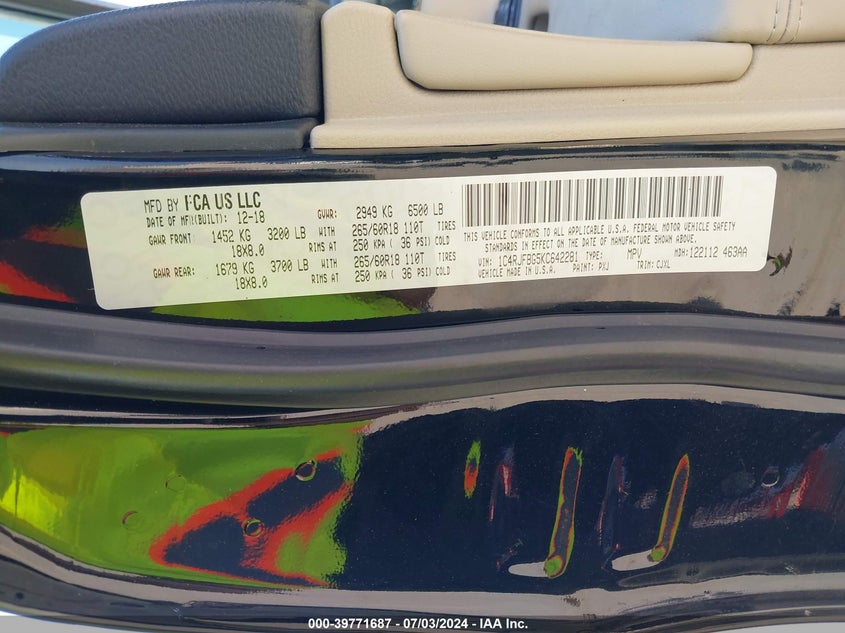 MFD BY FCA US LLC
DATE OF MFR(BUILT): 12-18 GVWR: 2949 KG 6500 LB
GAWR FRONT: 1452 KG 3200 LB WITH 265/60R18 110T TIRES
18X8.0 RIMS AT 250 KPA ( 36 PSI) COLD
GAWR REAR: 1679 KG 3700 LB WITH 265/60R18 110T TIRES
18X8.0 RIMS AT 250 KPA ( 36 PSI) COLD
THIS VEHICLE CONFORMS TO ALL APPLICABLE U.S.A. FEDERAL MOTOR VEHICLE SAFETY
STANDARDS IN EFFECT ON THE DATE OF MANUFACTURE SHOWN ABOVE.
VIN: 1C4RJFBG5KC642281 TYPE: MPV MDH: 122112 463AA
PAINT: PXJ TRIM: CJXL
000-39771687 - 07/03/2024 - IAA Inc.